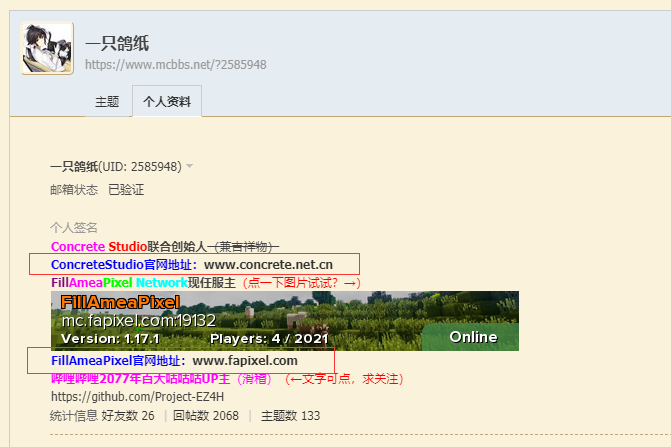 一只鸽纸
https://www.mcbbs.net/?2585948
主题 个人资料
一只鸽纸(UID: 2585948)
邮箱状态 已验证
个人签名
Concrete Studio联合创始人（兼吉祥物）
ConcreteStudio官网地址：www.concrete.net.cn
FillAmeaPixel Network现任服主（点一下图片试试？→）
FillAmeaPixel
mc.fapixel.com:19132
Version: 1.17.1 Players: 4 / 2021 Online
FillAmeaPixel官网地址：www.fapixel.com
哔哩哔哩2077年百大咕咕咕UP主（滑稽）（←文字可点，求关注）
https://github.com/Project-EZ4H
统计信息 好友数 26 | 回帖数 2068 | 主题数 133